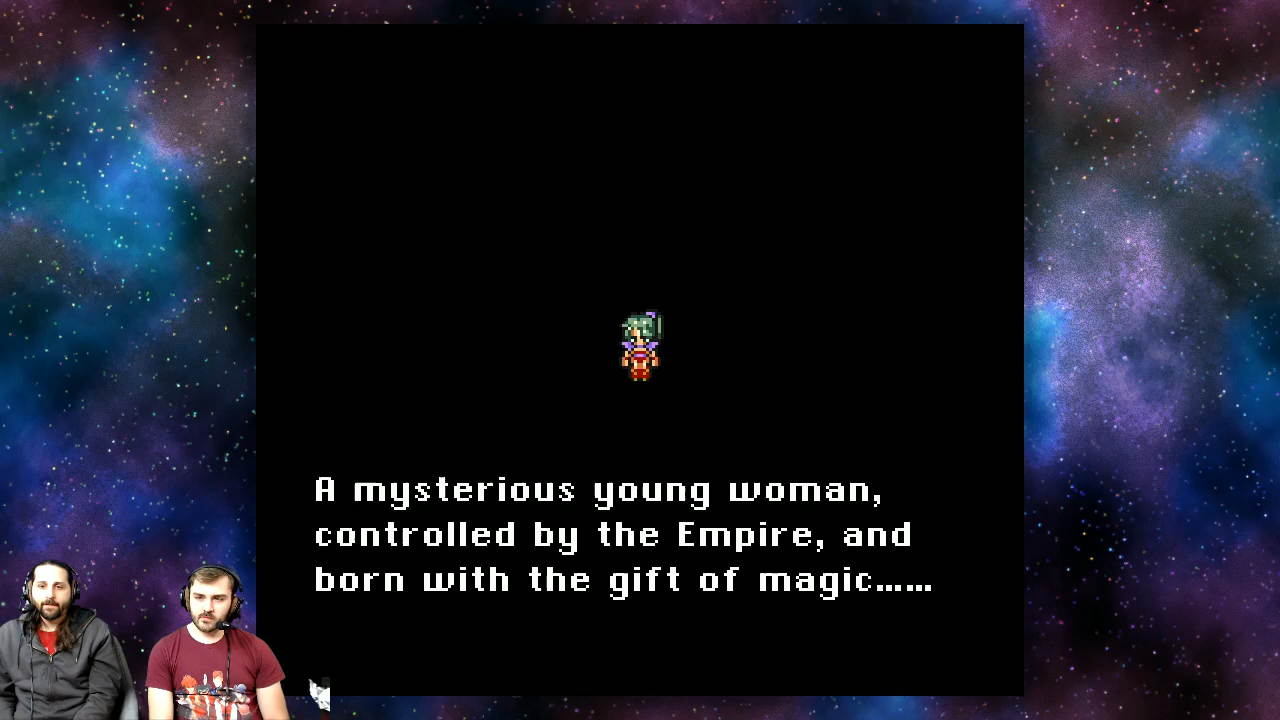 A mysterious young woman,
controlled by the Empire, and
born with the gift of magic……